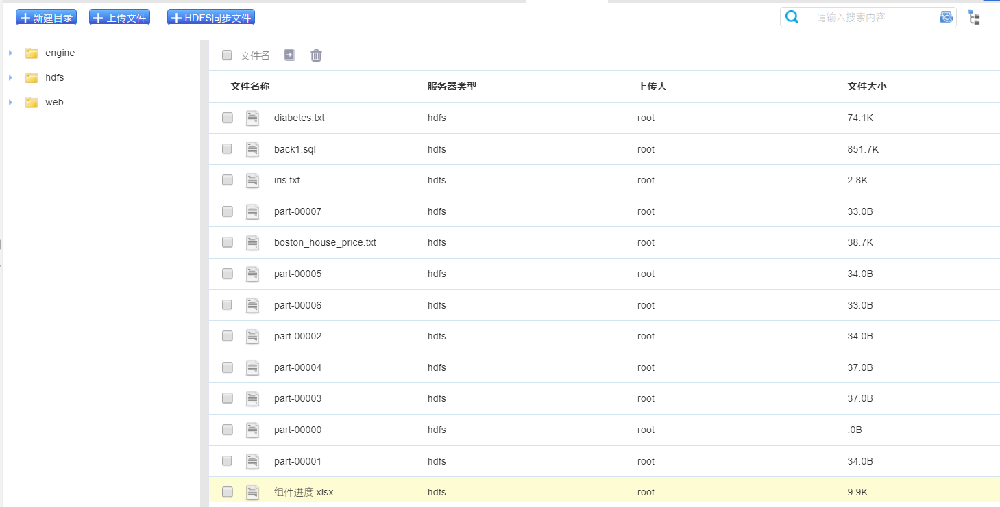 新建目录 上传文件 HDFS同步文件 请输入搜索内容
engine
hdfs
web
文件名
文件名称 服务器类型 上传人 文件大小
diabetes.txt hdfs root 74.1K
back1.sql hdfs root 851.7K
iris.txt hdfs root 2.8K
part-00007 hdfs root 33.0B
boston_house_price.txt hdfs root 38.7K
part-00005 hdfs root 34.0B
part-00006 hdfs root 33.0B
part-00002 hdfs root 34.0B
part-00004 hdfs root 37.0B
part-00003 hdfs root 37.0B
part-00000 hdfs root .0B
part-00001 hdfs root 34.0B
组件进度.xlsx hdfs root 9.9K